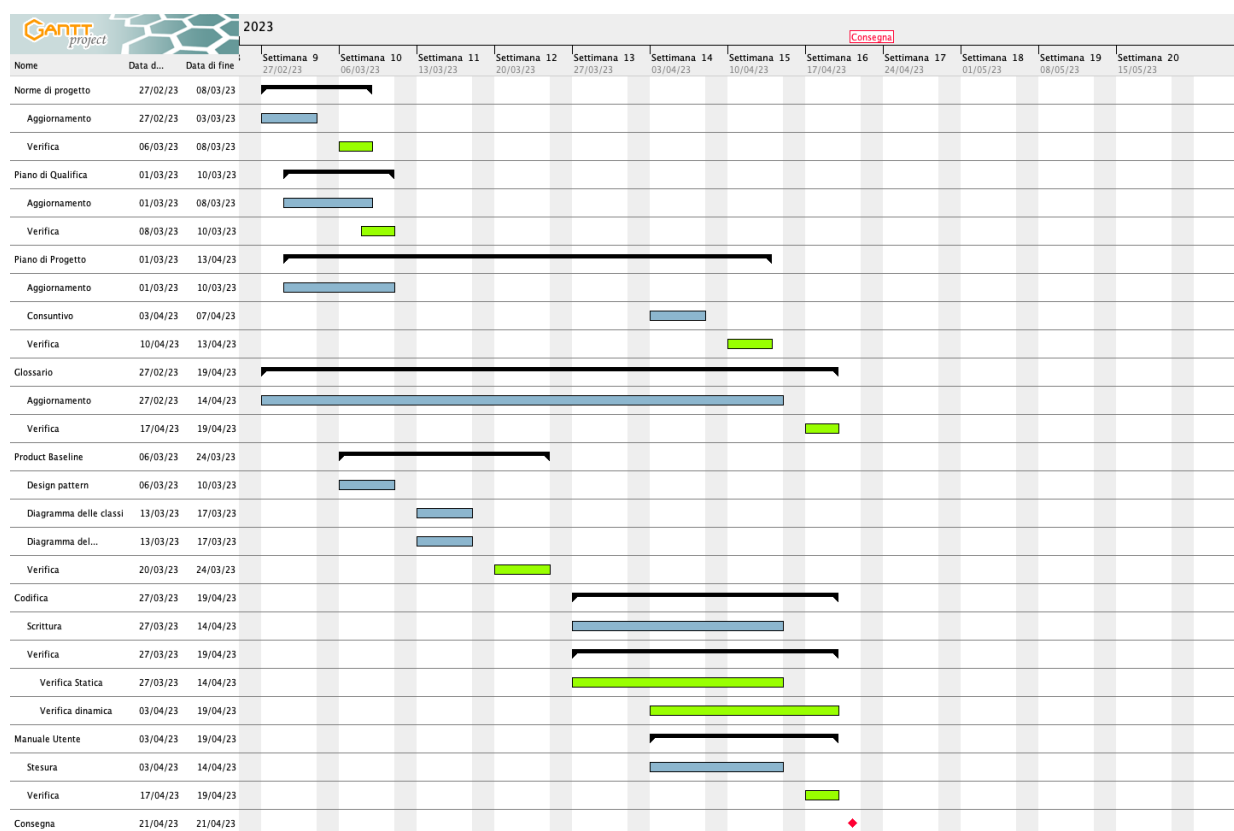 GANTT
project
2023
Consegna
Settimana 9 Settimana 10 Settimana 11 Settimana 12 Settimana 13 Settimana 14 Settimana 15 Settimana 16 Settimana 17 Settimana 18 Settimana 19 Settimana 20
Nome Data d... Data di fine 27/02/23 06/03/23 13/03/23 20/03/23 27/03/23 03/04/23 10/04/23 17/04/23 24/04/23 01/05/23 08/05/23 15/05/23
Norme di progetto 27/02/23 08/03/23
Aggiornamento 27/02/23 03/03/23
Verifica 06/03/23 08/03/23
Piano di Qualifica 01/03/23 10/03/23
Aggiornamento 01/03/23 08/03/23
Verifica 08/03/23 10/03/23
Piano di Progetto 01/03/23 13/04/23
Aggiornamento 01/03/23 10/03/23
Consuntivo 03/04/23 07/04/23
Verifica 10/04/23 13/04/23
Glossario 27/02/23 19/04/23
Aggiornamento 27/02/23 14/04/23
Verifica 17/04/23 19/04/23
Product Baseline 06/03/23 24/03/23
Design pattern 06/03/23 10/03/23
Diagramma delle classi 13/03/23 17/03/23
Diagramma del... 13/03/23 17/03/23
Verifica 20/03/23 24/03/23
Codifica 27/03/23 19/04/23
Scrittura 27/03/23 14/04/23
Verifica 27/03/23 19/04/23
Verifica Statica 27/03/23 14/04/23
Verifica dinamica 03/04/23 19/04/23
Manuale Utente 03/04/23 19/04/23
Stesura 03/04/23 14/04/23
Verifica 17/04/23 19/04/23
Consegna 21/04/23 21/04/23